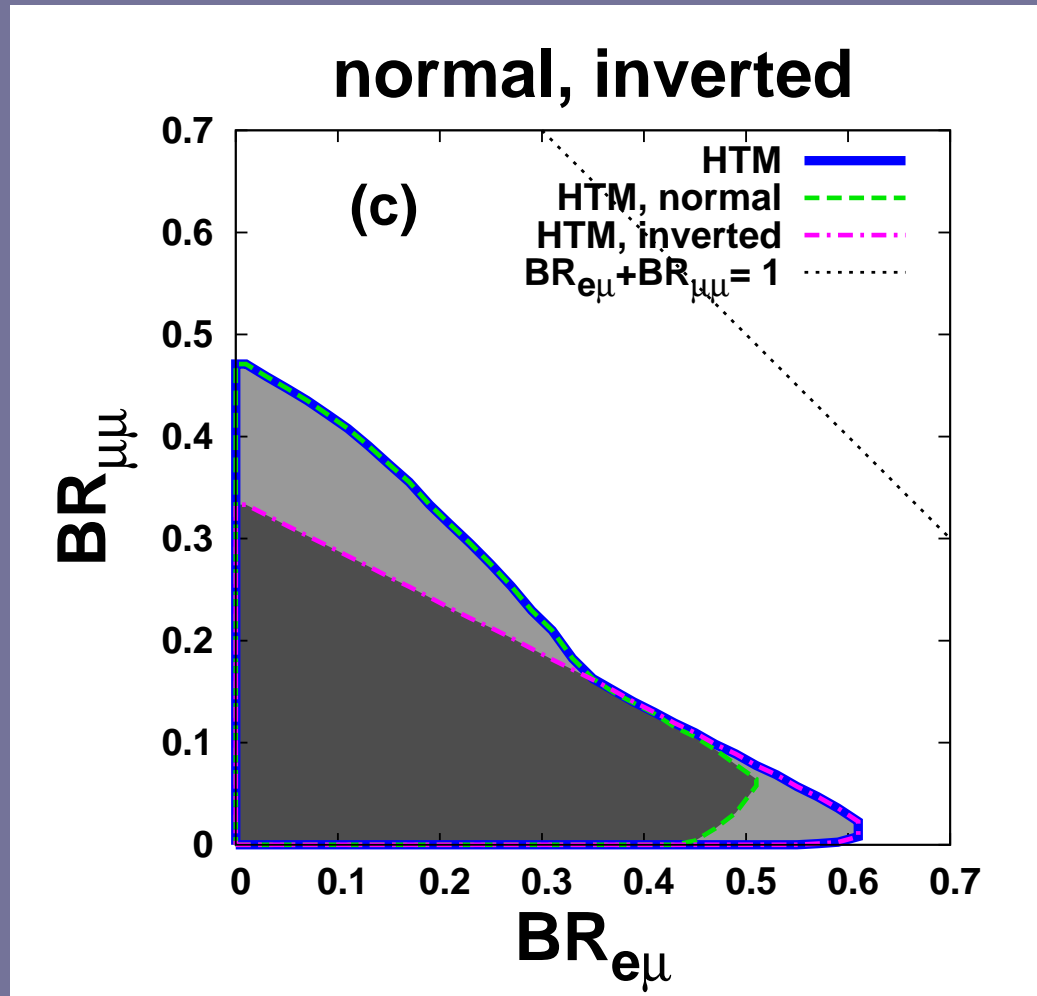 normal, inverted
(c)
HTM
HTM, normal
HTM, inverted
BReμ+BRμμ= 1
0.7
0.6
0.5
0.4
0.3
0.2
0.1
0
BRμμ
0 0.1 0.2 0.3 0.4 0.5 0.6 0.7
BReμ